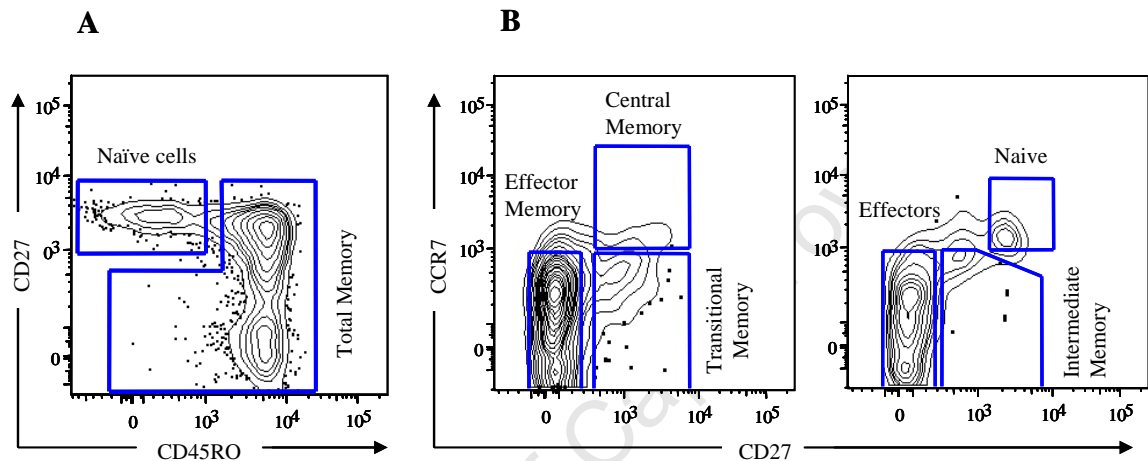 A
B
10⁵
10⁴
0³
0
CD27
Naïve cells
Total Memory
0
10³
10⁴
10⁵
CD45RO
10⁵
10⁴
10³
0
CCR7
Central
Memory
Effector
Memory
Transitional
Memory
0
10³
10⁴
10⁵
10⁵
10⁴
10³
0
Naive
Effectors
Intermediate
Memory
0
10³
10⁴
10⁵
CD27